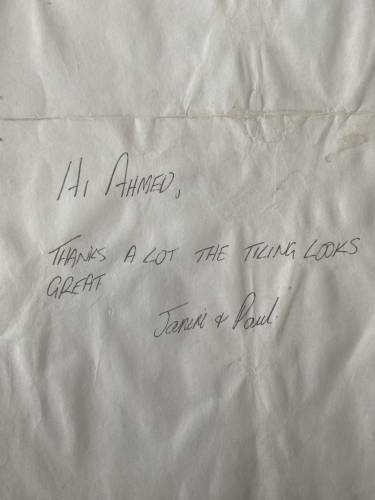 HI AHMED,
THANKS A LOT THE TILING LOOKS
GREAT
& Paul.